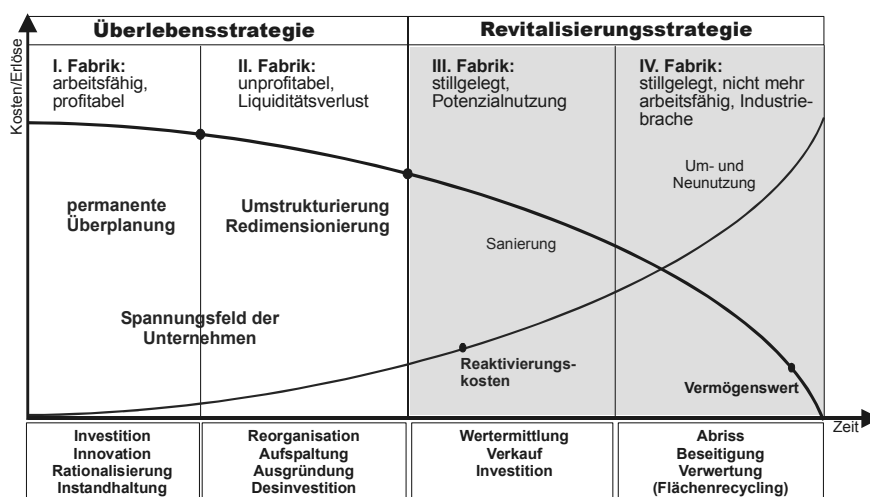 Überlebensstrategie
Revitalisierungsstrategie
Kosten/Erlöse
I. Fabrik:
arbeitsfähig,
profitabel
II. Fabrik:
unprofitabel,
Liquiditätsverlust
III. Fabrik:
stillgelegt,
Potenzialnutzung
IV. Fabrik:
stillgelegt, nicht mehr
arbeitsfähig, Industrie-
brache
permanente
Überplanung
Umstrukturierung
Redimensionierung
Sanierung
Um- und
Neunutzung
Spannungsfeld der
Unternehmen
Reaktivierungs-
kosten
Vermögenswert
Zeit
Investition
Innovation
Rationalisierung
Instandhaltung
Reorganisation
Aufspaltung
Ausgründung
Desinvestition
Wertermittlung
Verkauf
Investition
Abriss
Beseitigung
Verwertung
(Flächenrecycling)